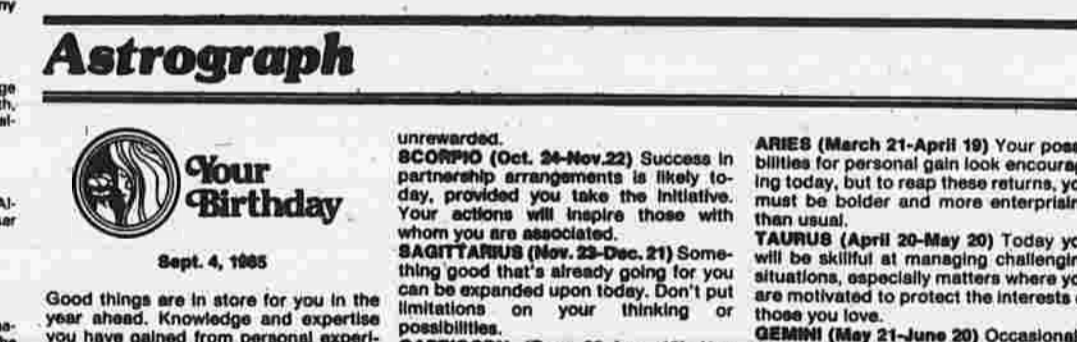 Astrograph
Your
Birthday
Sept. 4, 1985
Good things are in store for you in the
year ahead. Knowledge and expertise
you have gained from personal experi-
unrewarded.
SCORPIO (Oct. 24-Nov.22) Success in
partnership arrangements is likely to-
day, provided you take the initiative.
Your actions will inspire those with
whom you are associated.
SAGITTARIUS (Nov. 23-Dec. 21) Some-
thing good that's already going for you
can be expanded upon today. Don't put
limitations on your thinking or
possibilities.
ARIES (March 21-April 19) Your possi
bilities for personal gain look encourag
ing today, but to reap these returns, yo
must be bolder and more enterprisin
than usual.
TAURUS (April 20-May 20) Today yo
will be skillful at managing challengin
situations, especially matters where yo
are motivated to protect the interests
those you love.
GEMINI (May 21-June 20) Occasional